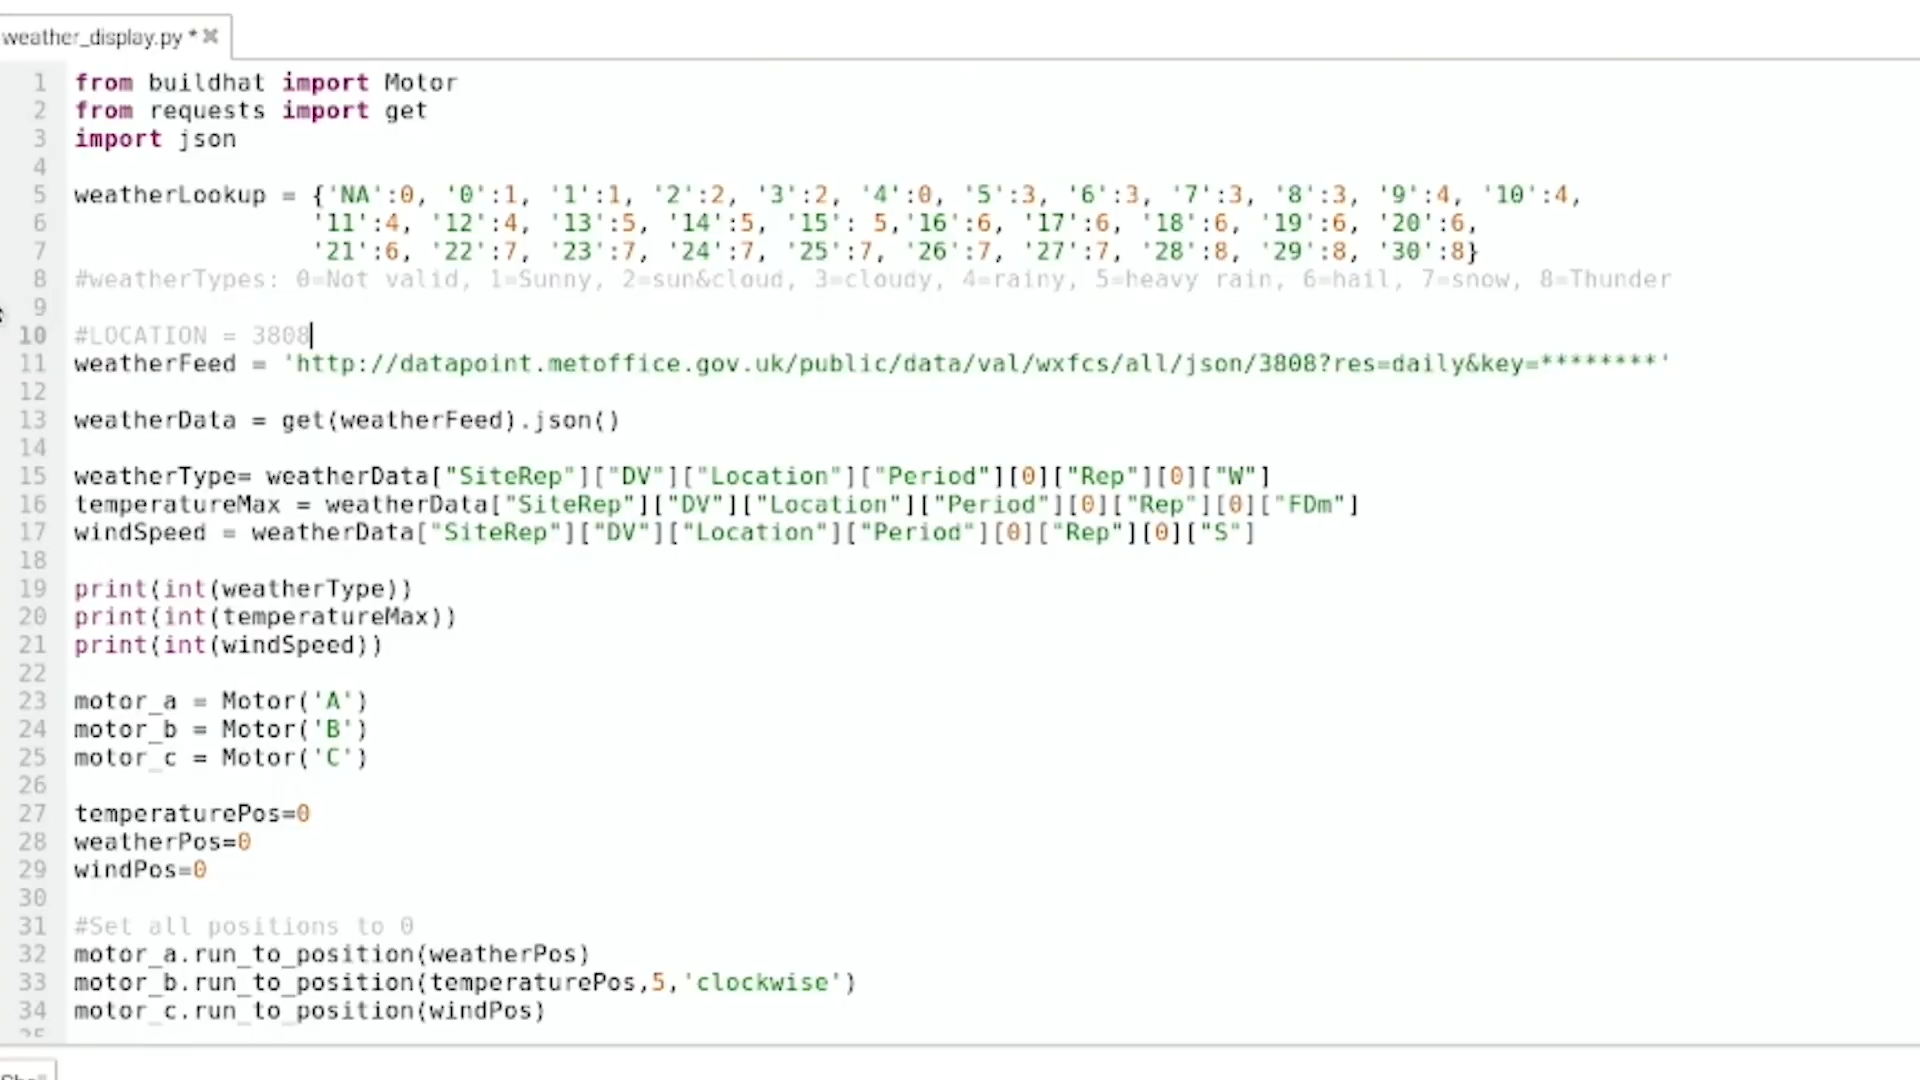 weather_display.py *
1 from buildhat import Motor
2 from requests import get
3 import json
4
5 weatherLookup = {'NA':0, '0':1, '1':1, '2':2, '3':2, '4':0, '5':3, '6':3, '7':3, '8':3, '9':4, '10':4,
6 '11':4, '12':4, '13':5, '14':5, '15': 5,'16':6, '17':6, '18':6, '19':6, '20':6,
7 '21':6, '22':7, '23':7, '24':7, '25':7, '26':7, '27':7, '28':8, '29':8, '30':8}
8 #weatherTypes: 0=Not valid, 1=Sunny, 2=sun&cloud, 3=cloudy, 4=rainy, 5=heavy rain, 6=hail, 7=snow, 8=Thunder
9
10 #LOCATION = 3808
11 weatherFeed = 'http://datapoint.metoffice.gov.uk/public/data/val/wxfcs/all/json/3808?res=daily&key=********'
12
13 weatherData = get(weatherFeed).json()
14
15 weatherType= weatherData["SiteRep"]["DV"]["Location"]["Period"][0]["Rep"][0]["W"]
16 temperatureMax = weatherData["SiteRep"]["DV"]["Location"]["Period"][0]["Rep"][0]["FDm"]
17 windSpeed = weatherData["SiteRep"]["DV"]["Location"]["Period"][0]["Rep"][0]["S"]
18
19 print(int(weatherType))
20 print(int(temperatureMax))
21 print(int(windSpeed))
22
23 motor_a = Motor('A')
24 motor_b = Motor('B')
25 motor_c = Motor('C')
26
27 temperaturePos=0
28 weatherPos=0
29 windPos=0
30
31 #Set all positions to 0
32 motor_a.run_to_position(weatherPos)
33 motor_b.run_to_position(temperaturePos,5,'clockwise')
34 motor_c.run_to_position(windPos)